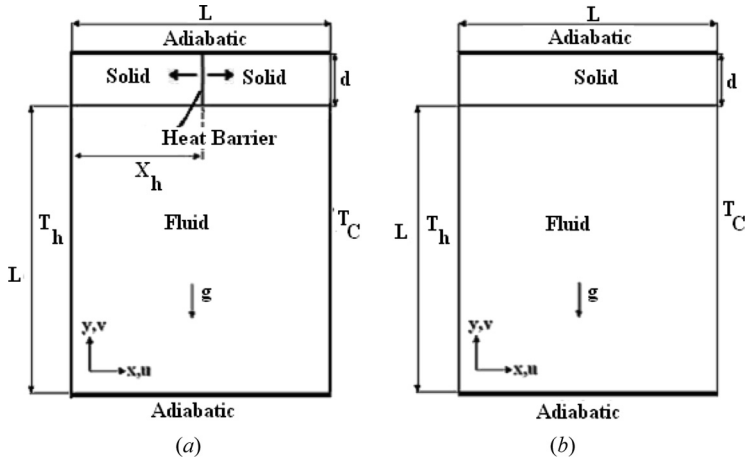 L
Adiabatic
Solid
Solid
d
Heat Barrier
X_h
T_h
Fluid
T_C
L
g
y,v
x,u
Adiabatic
(a)
L
Adiabatic
Solid
d
L
T_h
Fluid
T_C
g
y,v
x,u
Adiabatic
(b)